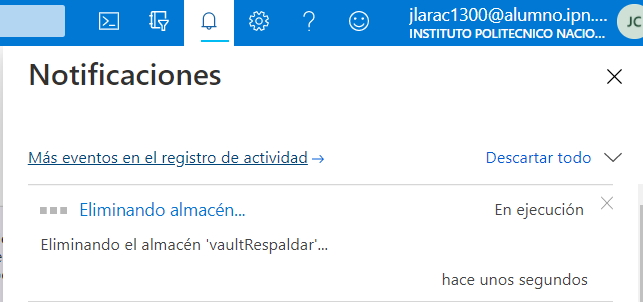 jlarac1300@alumno.ipn....
INSTITUTO POLITECNICO NACIO...
JC
Notificaciones
Más eventos en el registro de actividad →
Descartar todo
Eliminando almacén...
En ejecución
Eliminando el almacén 'vaultRespaldar'...
hace unos segundos